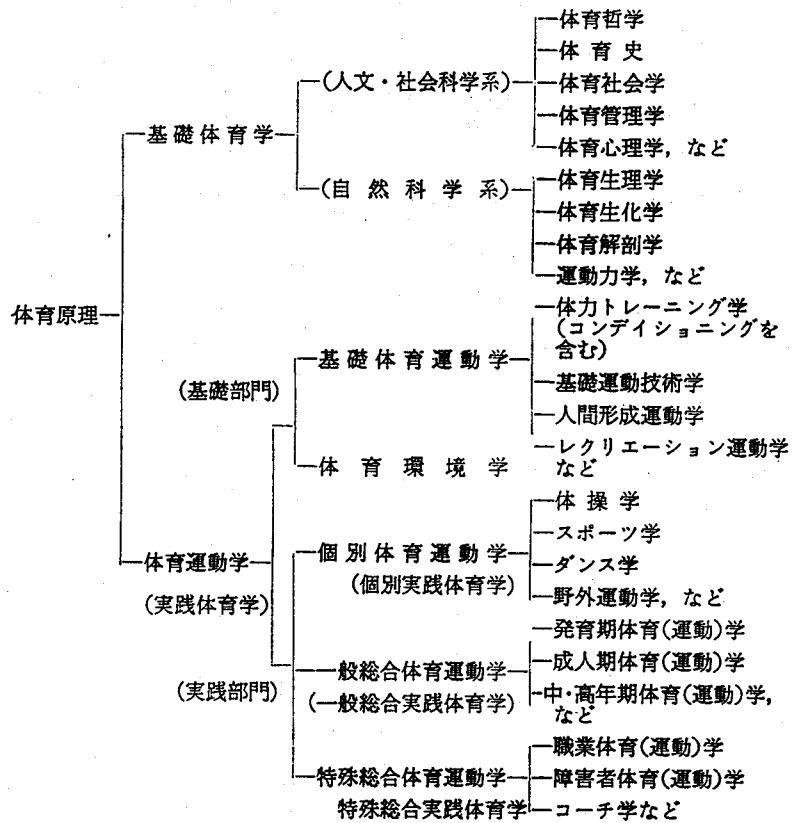 体育哲学
体育史
(人文・社会科学系)
体育社会学
体育管理学
基礎体育学
体育心理学，など
体育生理学
(自然科学系)
体育生化学
体育解剖学
運動力学，など
体育原理
体力トレーニング学
(コンデイショニングを
含む)
基礎体育運動学
(基礎部門)
基礎運動技術学
人間形成運動学
レクリエーション運動学
など
体育環境学
体操学
スポーツ学
個別体育運動学
体育運動学
ダンス学
(個別実践体育学)
(実践体育学)
野外運動学，など
発育期体育(運動)学
成人期体育(運動)学
一般総合体育運動学
(実践部門)
中・高年期体育(運動)学，
など
(一般総合実践体育学)
職業体育(運動)学
特殊総合体育運動学
障害者体育(運動)学
特殊総合実践体育学
コーチ学など